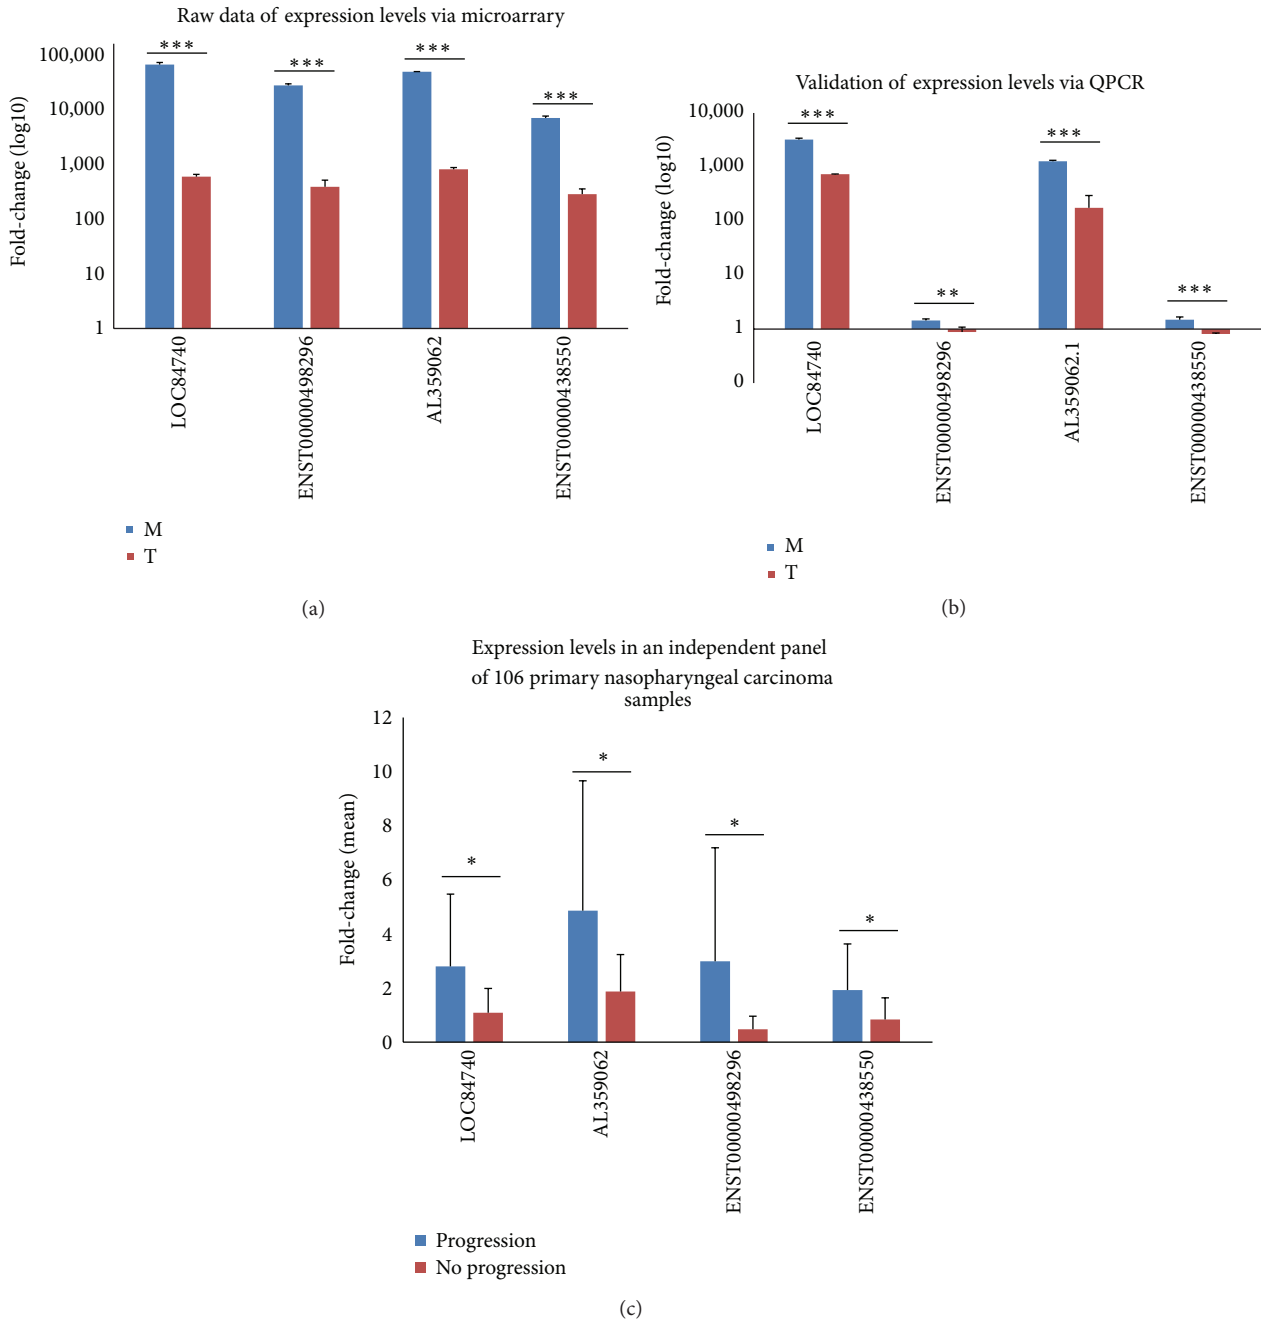 Raw data of expression levels via microarrary
Fold-change (log10)
100,000
10,000
1,000
100
10
1
***
***
***
***
LOC84740
ENST00000498296
AL359062
ENST00000438550
M
T
(a)
Validation of expression levels via QPCR
Fold-change (log10)
10,000
1,000
100
10
1
0
***
**
***
***
LOC84740
ENST00000498296
AL359062.1
ENST00000438550
M
T
(b)
Expression levels in an independent panel
of 106 primary nasopharyngeal carcinoma
samples
Fold-change (mean)
12
10
8
6
4
2
0
*
*
*
*
LOC84740
AL359062
ENST00000498296
ENST00000438550
Progression
No progression
(c)